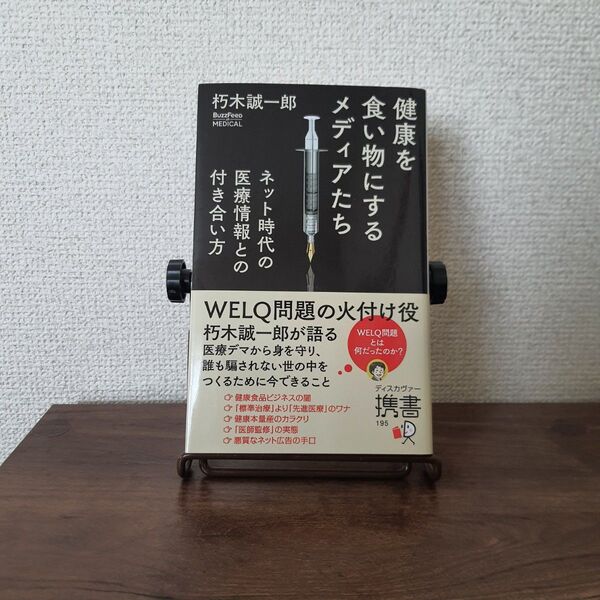 健康を
食い物にする
メディアたち
ネット時代の
医療情報との
付き合い方
朽木誠一郎
BuzzFeeD
MEDICAL
WELQ問題の火付け役
朽木誠一郎が語る
医療デマから身を守り、
誰も騙されない世の中を
つくるために今できること
WELQ問題
とは
何だったのか?
健康食品ビジネスの闇
「標準治療」より「先進医療」のワナ
健康本量産のカラクリ
「医師監修」の実態
悪質なネット広告の手口
ディスカヴァー
携書
195